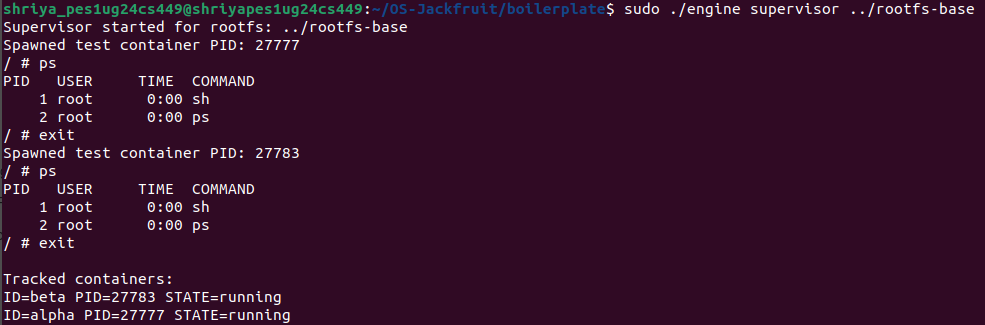 shriya_pes1ug24cs449@shriyapes1ug24cs449:~/OS-Jackfruit/boilerplate$ sudo ./engine supervisor ../rootfs-base
Supervisor started for rootfs: ../rootfs-base
Spawned test container PID: 27777
/ # ps
PID   USER     TIME  COMMAND
    1 root      0:00 sh
    2 root      0:00 ps
/ # exit
Spawned test container PID: 27783
/ # ps
PID   USER     TIME  COMMAND
    1 root      0:00 sh
    2 root      0:00 ps
/ # exit

Tracked containers:
ID=beta PID=27783 STATE=running
ID=alpha PID=27777 STATE=running